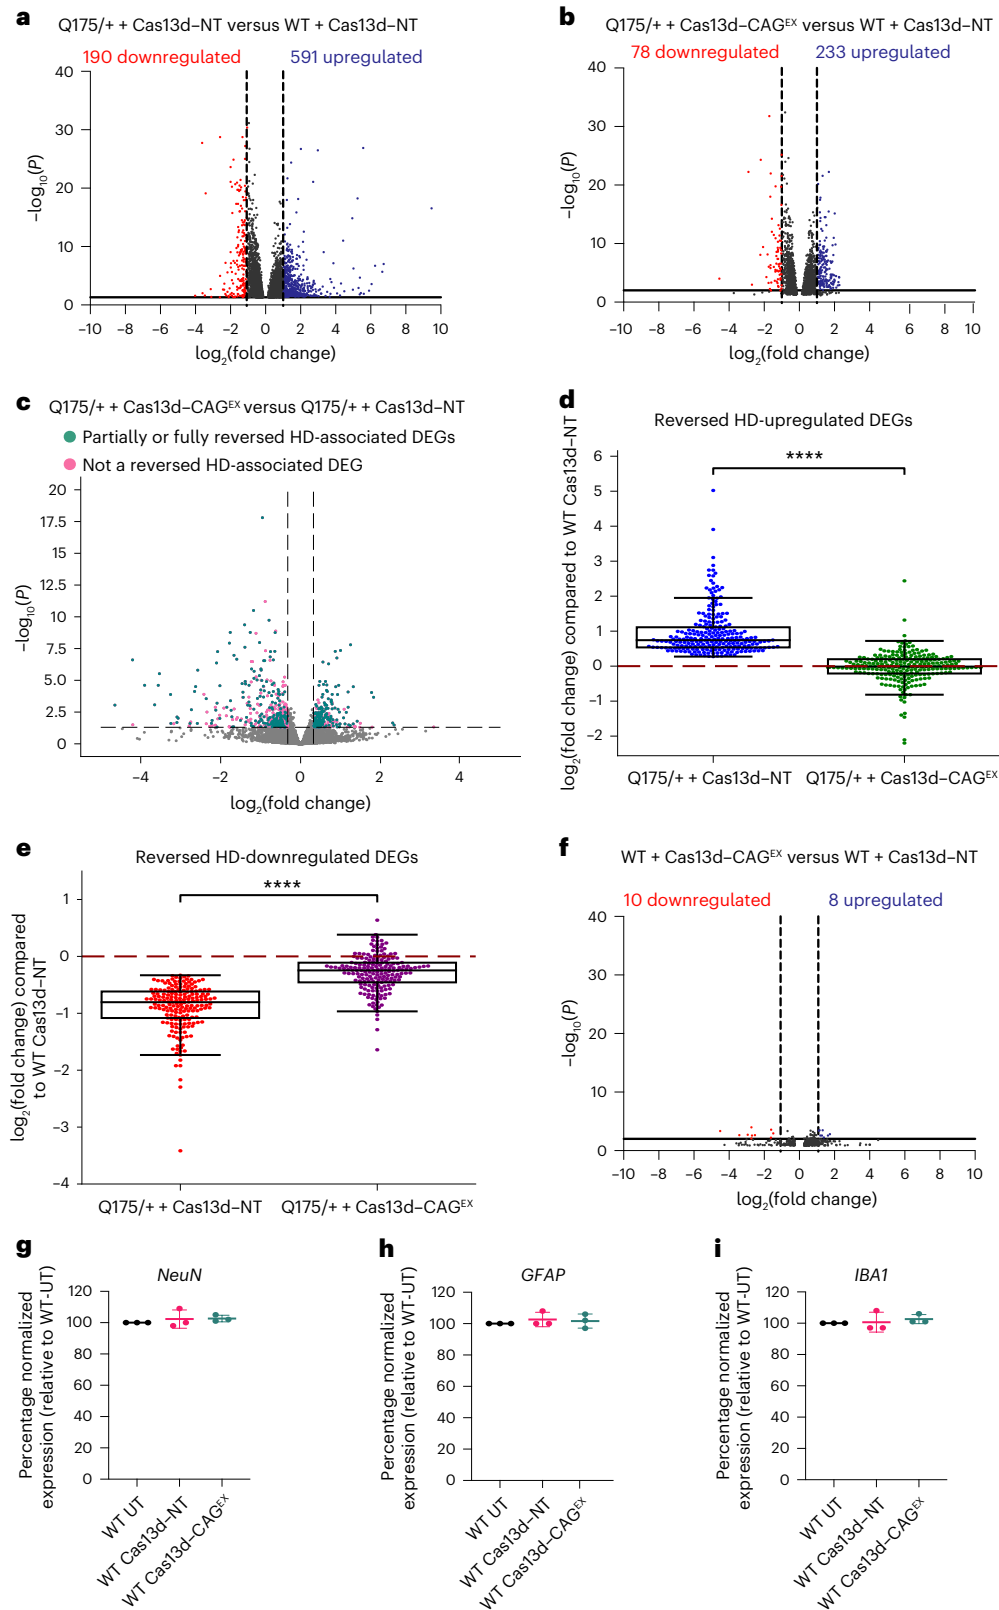 a
Q175/+ + Cas13d–NT versus WT + Cas13d–NT
190 downregulated
591 upregulated
40
30
20
10
0
–log10(P)
–10 –8 –6 –4 –2 0 2 4 6 8 10
log2(fold change)
b
Q175/+ + Cas13d–CAGEX versus WT + Cas13d–NT
78 downregulated
233 upregulated
40
30
20
10
0
–log10(P)
–10 –8 –6 –4 –2 0 2 4 6 8 10
log2(fold change)
c
Q175/+ + Cas13d–CAGEX versus Q175/+ + Cas13d–NT
Partially or fully reversed HD-associated DEGs
Not a reversed HD-associated DEG
20
17.5
15
12.5
10
7.5
5.0
2.5
0
–log10(P)
–4 –2 0 2 4
log2(fold change)
d
Reversed HD-upregulated DEGs
****
6
5
4
3
2
1
0
–1
–2
log2(fold change) compared to WT Cas13d–NT
Q175/+ + Cas13d–NT
Q175/+ + Cas13d–CAGEX
e
Reversed HD-downregulated DEGs
****
1
0
–1
–2
–3
–4
log2(fold change) compared
to WT Cas13d–NT
Q175/+ + Cas13d–NT
Q175/+ + Cas13d–CAGEX
f
WT + Cas13d–CAGEX versus WT + Cas13d–NT
10 downregulated
8 upregulated
40
30
20
10
0
–log10(P)
–10 –8 –6 –4 –2 0 2 4 6 8 10
log2(fold change)
g
NeuN
120
100
80
60
40
20
0
Percentage normalized
expression (relative to WT-UT)
WT UT
WT Cas13d–NT
WT Cas13d–CAGEX
h
GFAP
120
100
80
60
40
20
0
Percentage normalized
expression (relative to WT-UT)
WT UT
WT Cas13d–NT
WT Cas13d–CAGEX
i
IBA1
120
100
80
60
40
20
0
Percentage normalized
expression (relative to WT-UT)
WT UT
WT Cas13d–NT
WT Cas13d–CAGEX